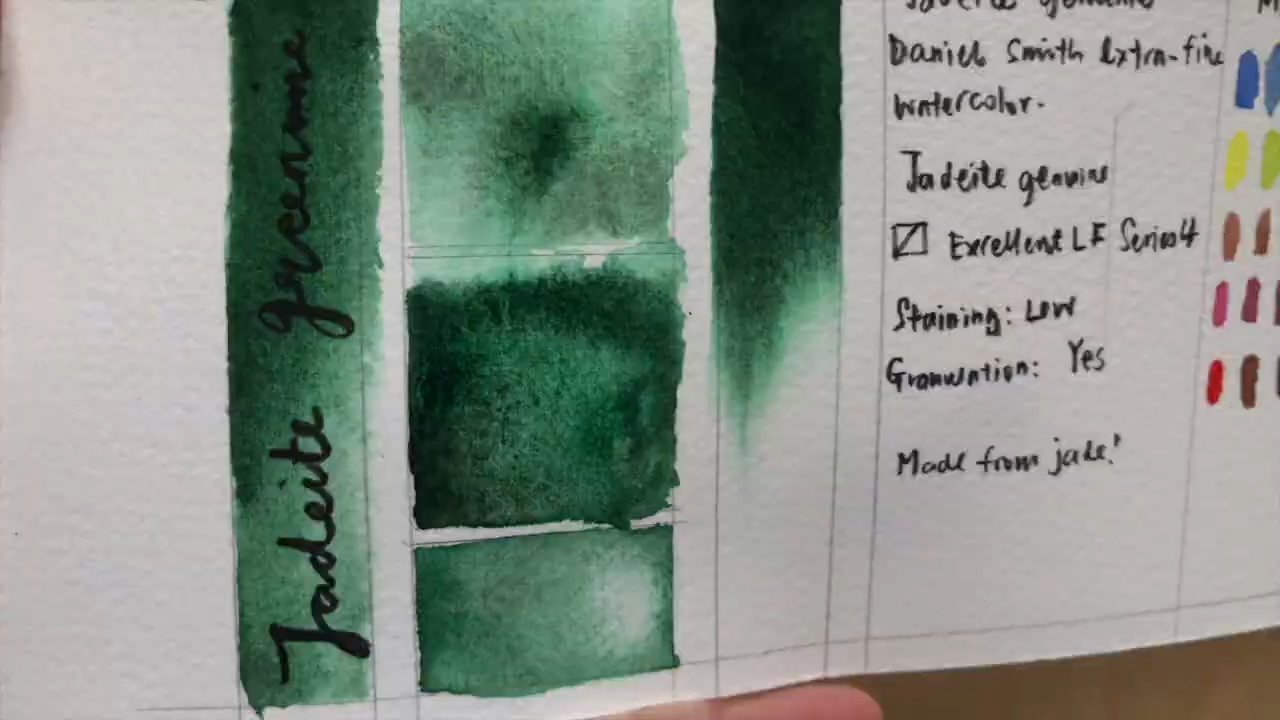 Jadeite genuine
Daniel Smith Extra-fine
Watercolor.
Jadeite genuine
Excellent LF Series 4
Staining: Low
Granulation: Yes
Made from jade!